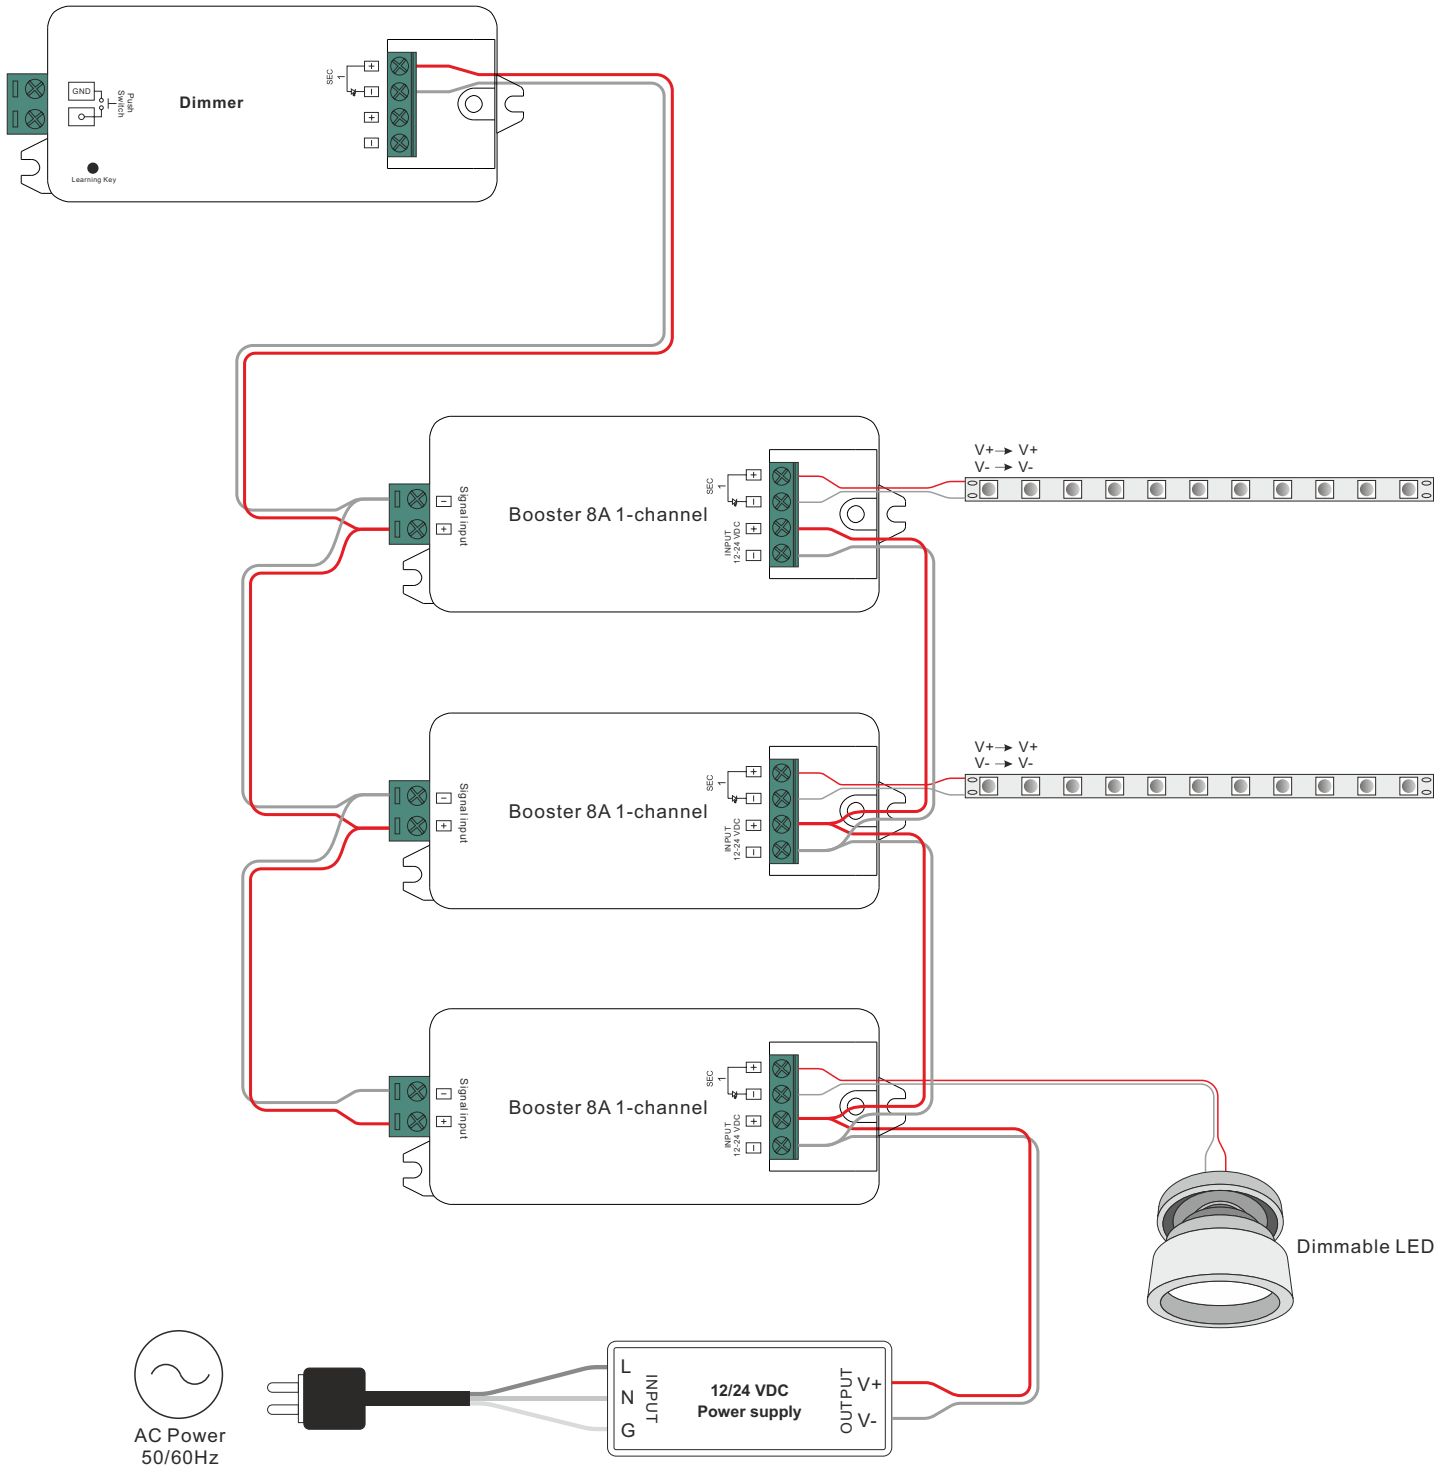 GND
Push
Switch
Learning Key
Dimmer
SEC
1
+
−
+
−
Signal input
−
+
Booster 8A 1-channel
SEC
1
INPUT
12-24 VDC
+
−
+
−
V+→ V+
V- → V-
Signal input
−
+
Booster 8A 1-channel
SEC
1
INPUT
12-24 VDC
+
−
+
−
V+→ V+
V- → V-
Signal input
−
+
Booster 8A 1-channel
SEC
1
INPUT
12-24 VDC
+
−
+
−
Dimmable LED
AC Power
50/60Hz
L
N
G
INPUT
12/24 VDC
Power supply
OUTPUT
V+
V-